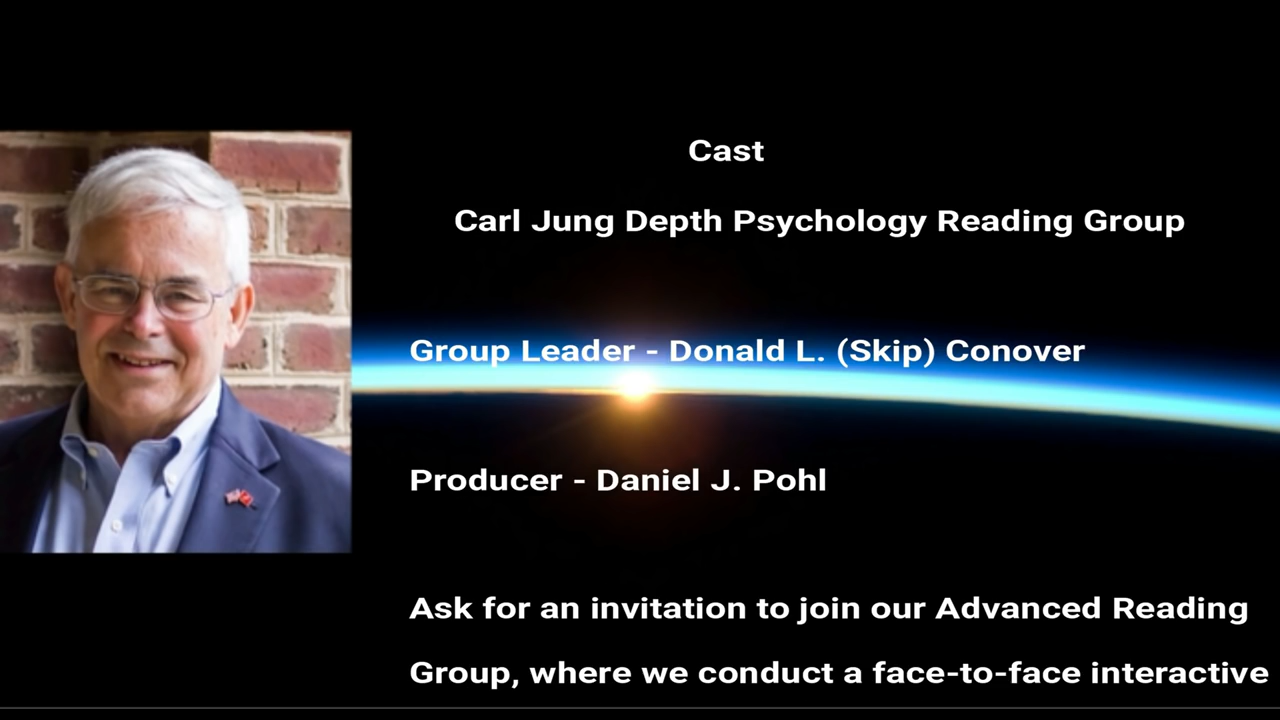 Cast
Carl Jung Depth Psychology Reading Group
Group Leader - Donald L. (Skip) Conover
Producer - Daniel J. Pohl
Ask for an invitation to join our Advanced Reading
Group, where we conduct a face-to-face interactive